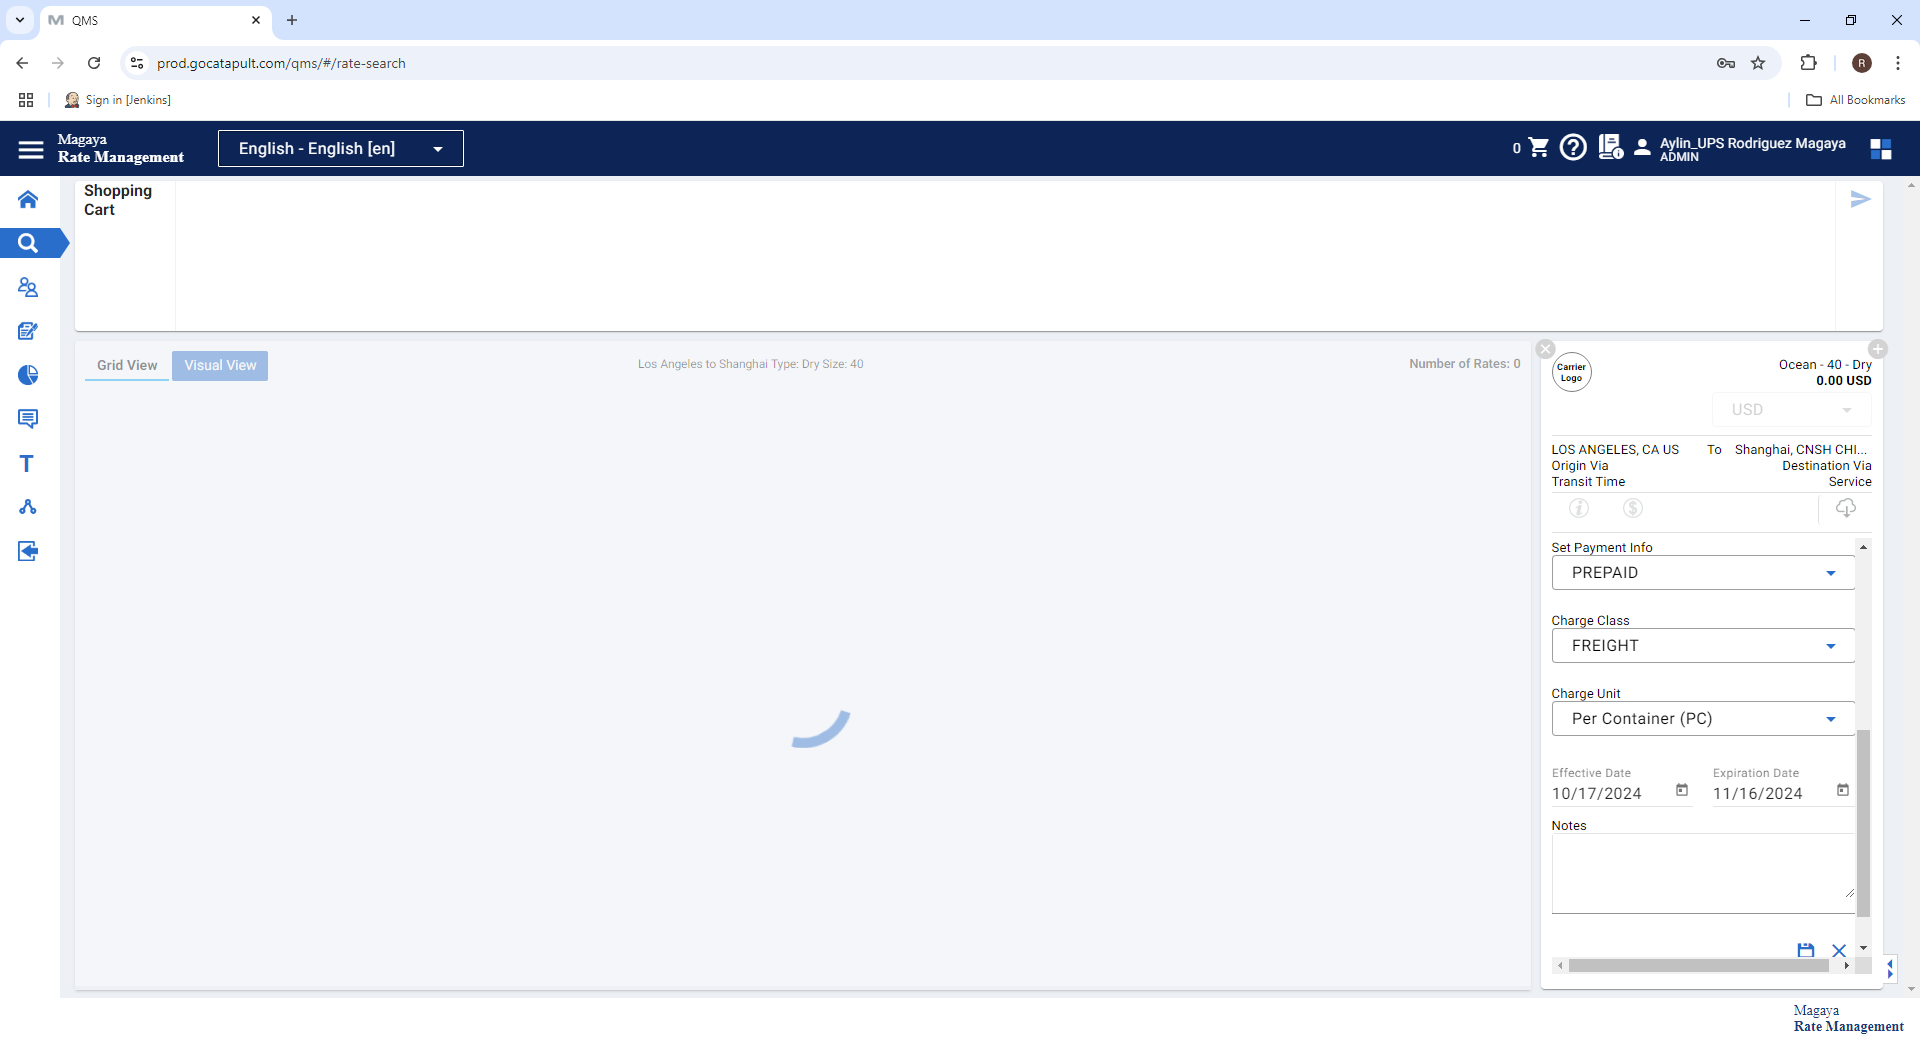 QMS
prod.gocatapult.com/qms/#/rate-search
R
Sign in [Jenkins]
All Bookmarks
Magaya
Rate Management
English - English [en]
0
Aylin_UPS Rodriguez Magaya
ADMIN
Shopping
Cart
Grid View
Visual View
Los Angeles to Shanghai Type: Dry Size: 40
Number of Rates: 0
Carrier
Logo
Ocean - 40 - Dry
0.00 USD
USD
LOS ANGELES, CA US To Shanghai, CNSH CHI...
Origin Via Destination Via
Transit Time Service
Set Payment Info
PREPAID
Charge Class
FREIGHT
Charge Unit
Per Container (PC)
Effective Date Expiration Date
10/17/2024 11/16/2024
Notes
Magaya
Rate Management